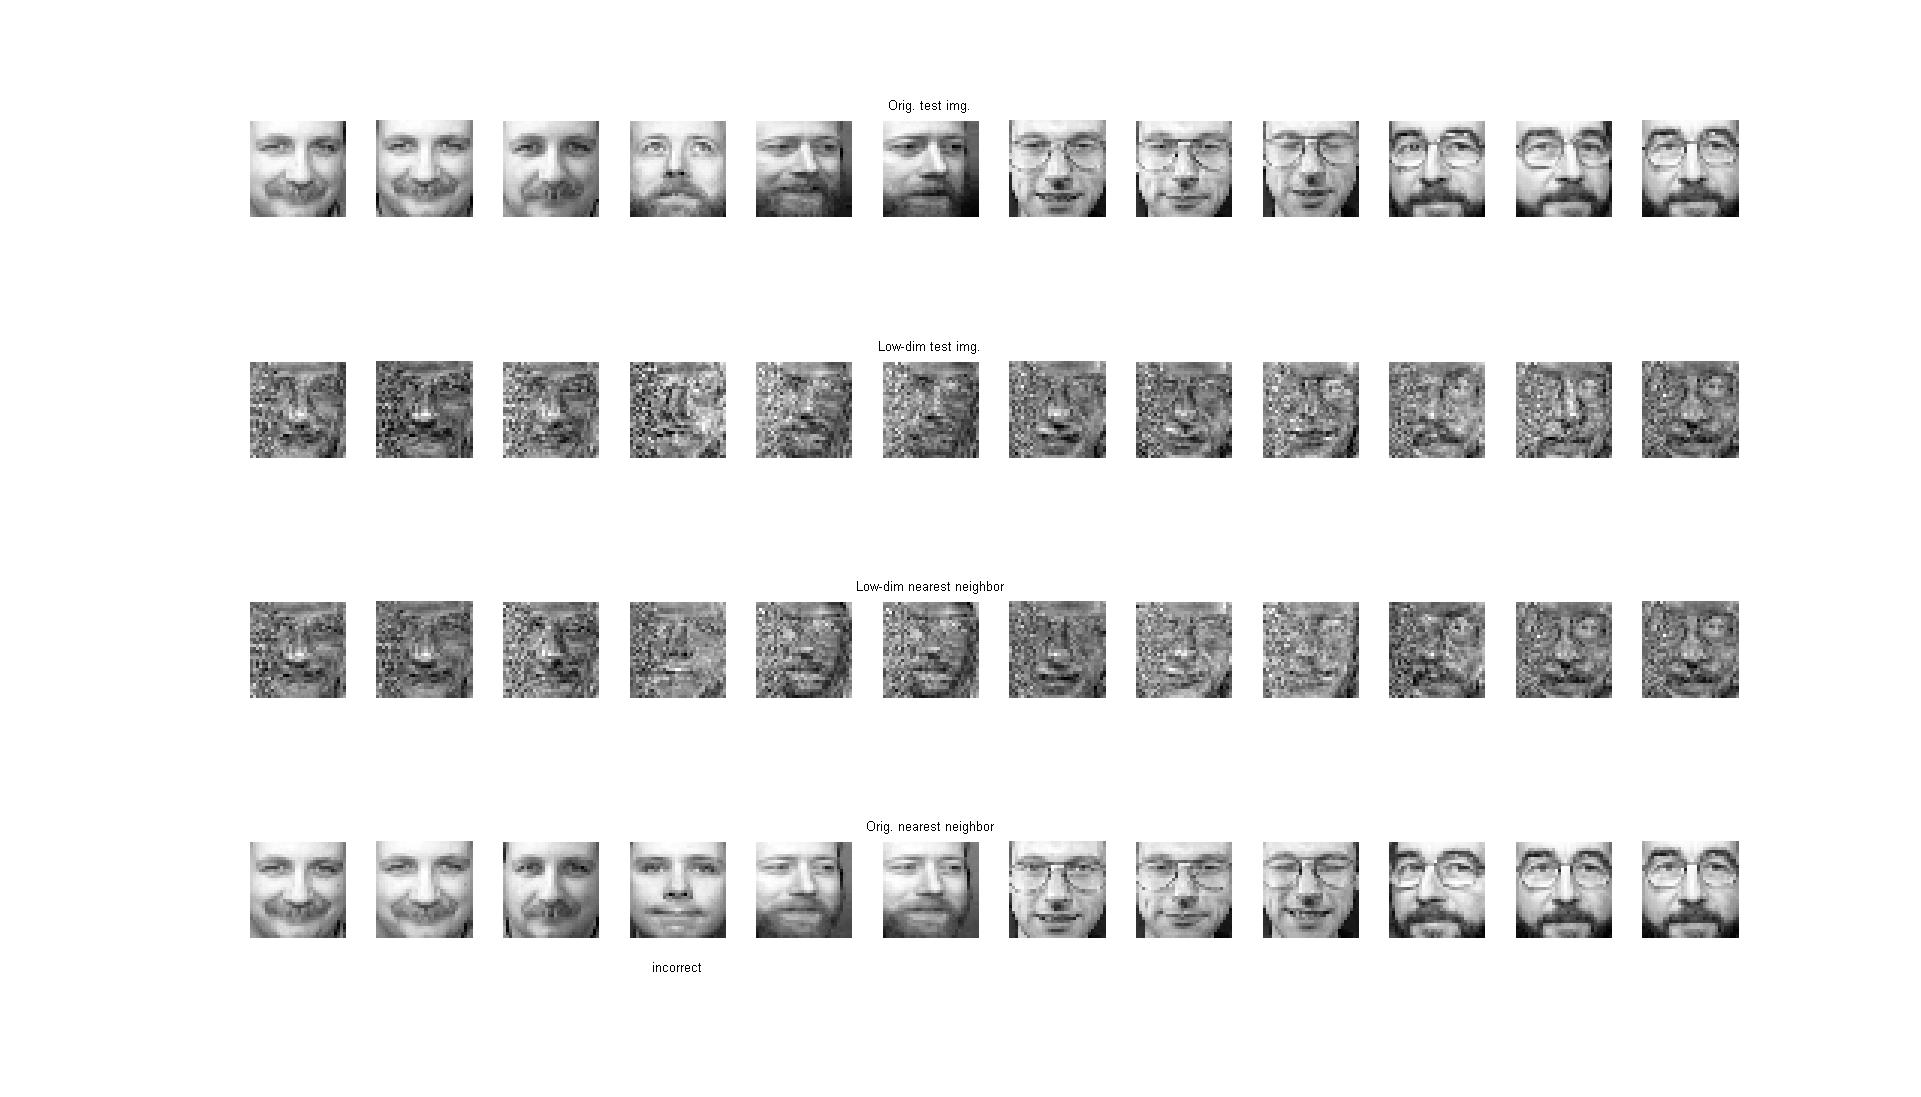 Orig. test img.
Low-dim test img.
Low-dim nearest neighbor
Orig. nearest neighbor
incorrect